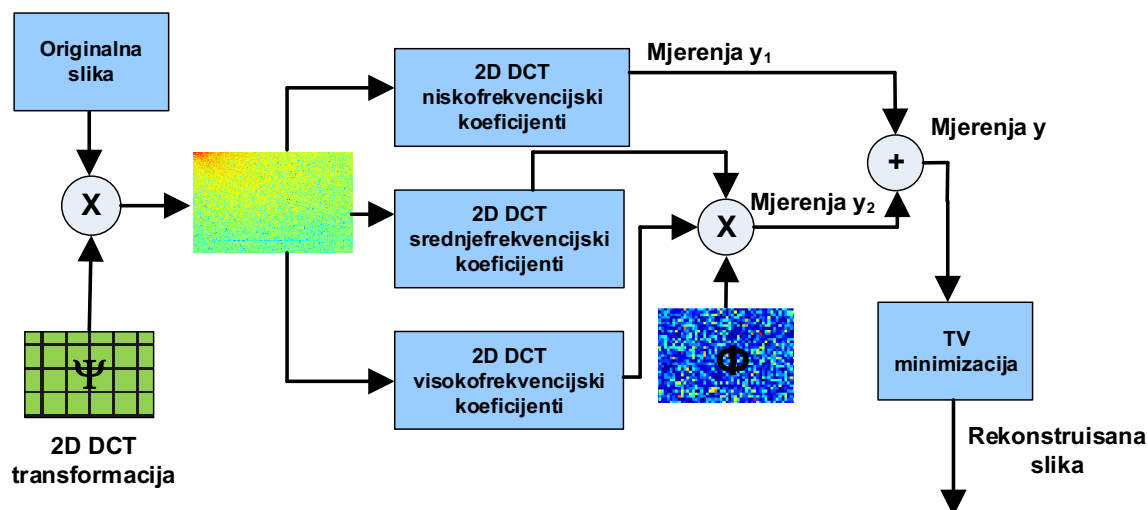 Originalna
slika
X
Ψ
2D DCT
transformacija
2D DCT
niskofrekvencijski
koeficijenti
2D DCT
srednjefrekvencijski
koeficijenti
2D DCT
visokofrekvencijski
koeficijenti
Mjerenja y₁
X
Mjerenja y₂
Φ
+
Mjerenja y
TV
minimizacija
Rekonstruisana
slika